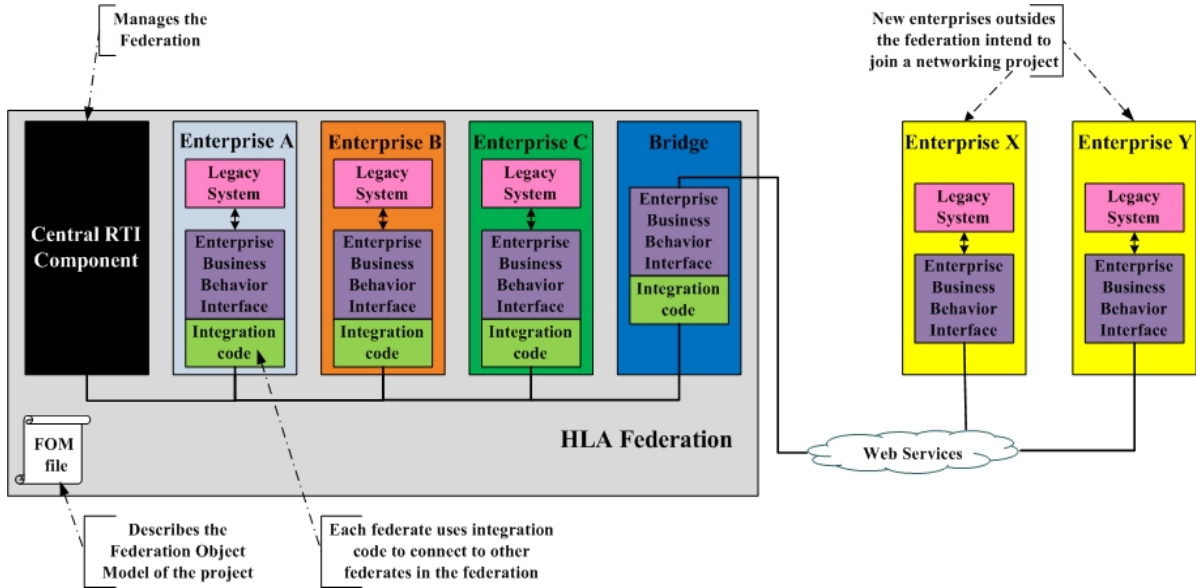 Manages the
Federation
New enterprises outsides
the federation intend to
join a networking project
Central RTI
Component
Enterprise A
Legacy
System
Enterprise
Business
Behavior
Interface
Integration
code
Enterprise B
Legacy
System
Enterprise
Business
Behavior
Interface
Integration
code
Enterprise C
Legacy
System
Enterprise
Business
Behavior
Interface
Integration
code
Bridge
Enterprise
Business
Behavior
Interface
Integration
code
Enterprise X
Legacy
System
Enterprise
Business
Behavior
Interface
Enterprise Y
Legacy
System
Enterprise
Business
Behavior
Interface
FOM
file
HLA Federation
Web Services
Describes the
Federation Object
Model of the project
Each federate uses integration
code to connect to other
federates in the federation